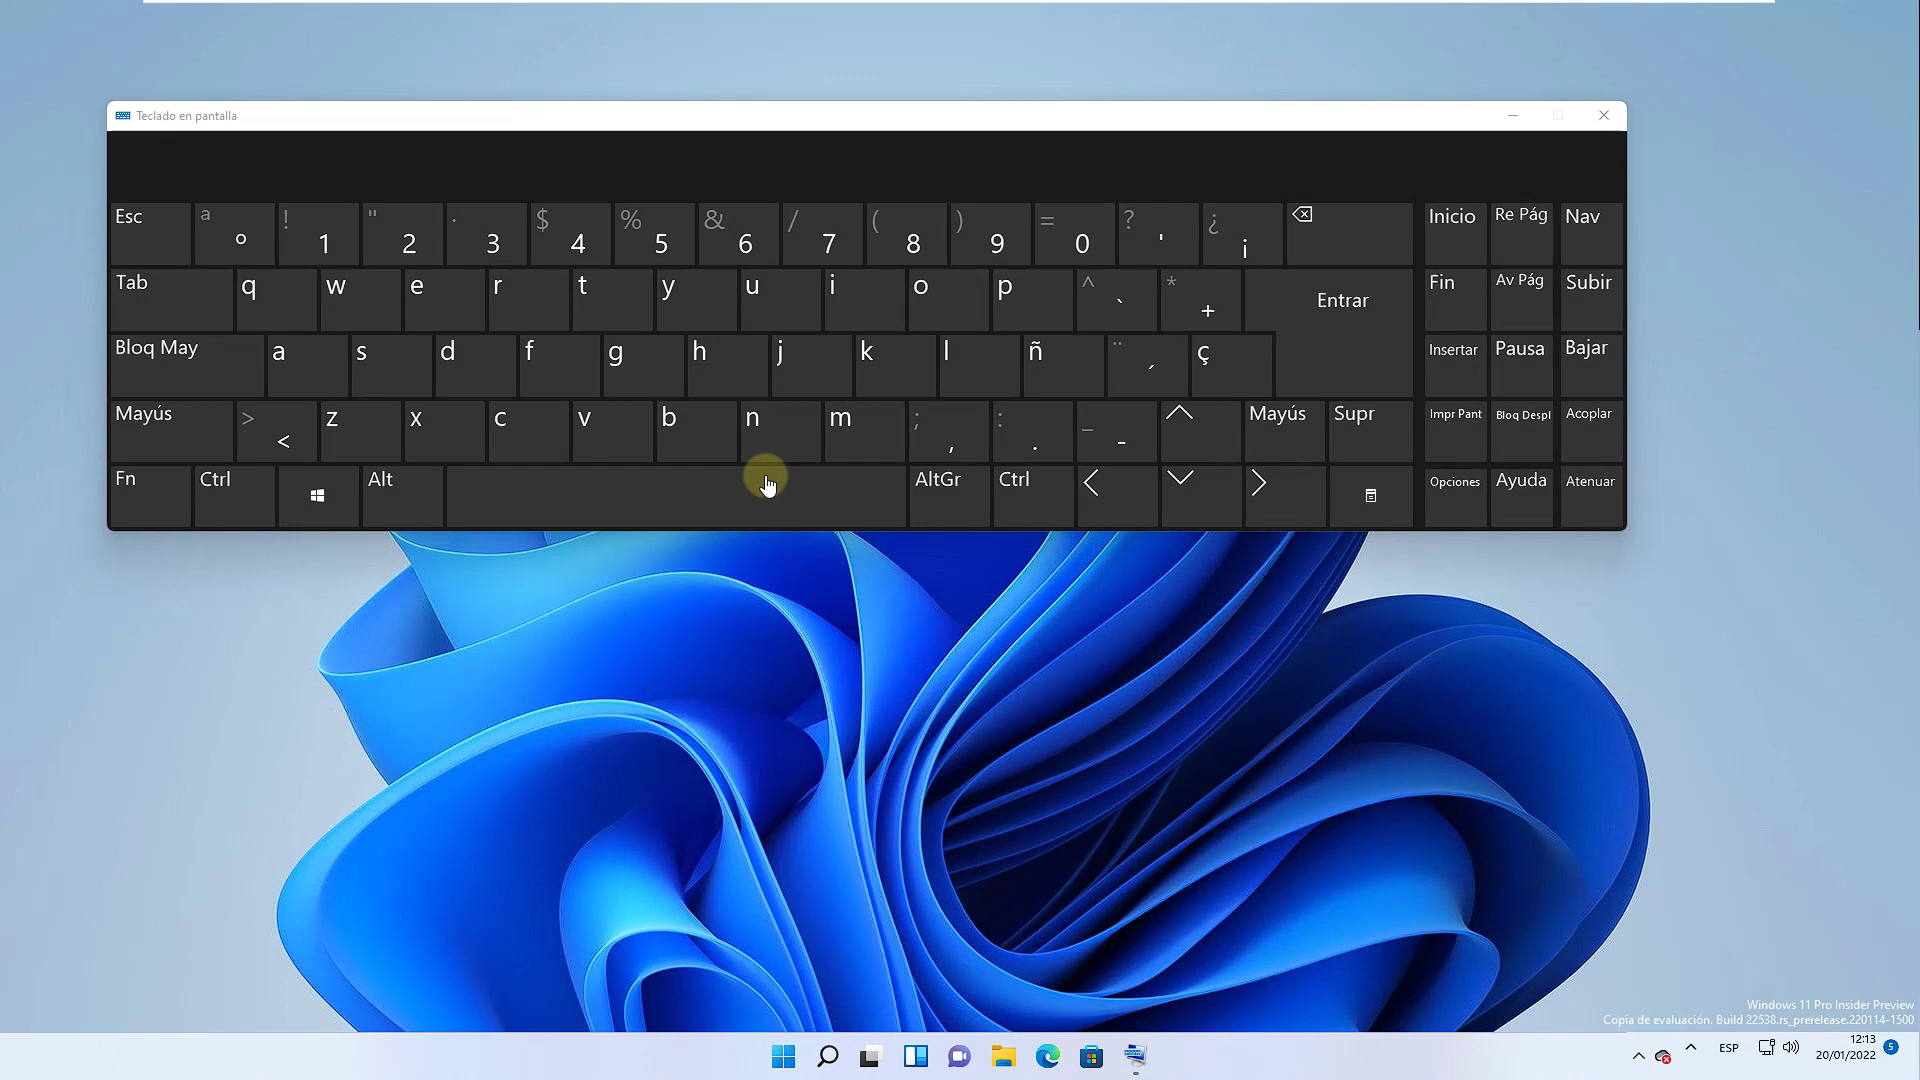 Teclado en pantalla
Esc ª º ! 1 " 2 · 3 $ 4 % 5 & 6 / 7 ( 8 ) 9 = 0 ? ' ¿ ¡ Inicio Re Pág Nav
Tab q w e r t y u i o p ^ ` * + Entrar Fin Av Pág Subir
Bloq May a s d f g h j k l ñ ¨ ´ ç Insertar Pausa Bajar
Mayús > < z x c v b n m ; , : . _ - Mayús Supr Impr Pant Bloq Despl Acoplar
Fn Ctrl Alt AltGr Ctrl Opciones Ayuda Atenuar
Windows 11 Pro Insider Preview
Copia de evaluación. Build 22538.rs_prerelease.220114-1500
ESP 12:13 5
20/01/2022